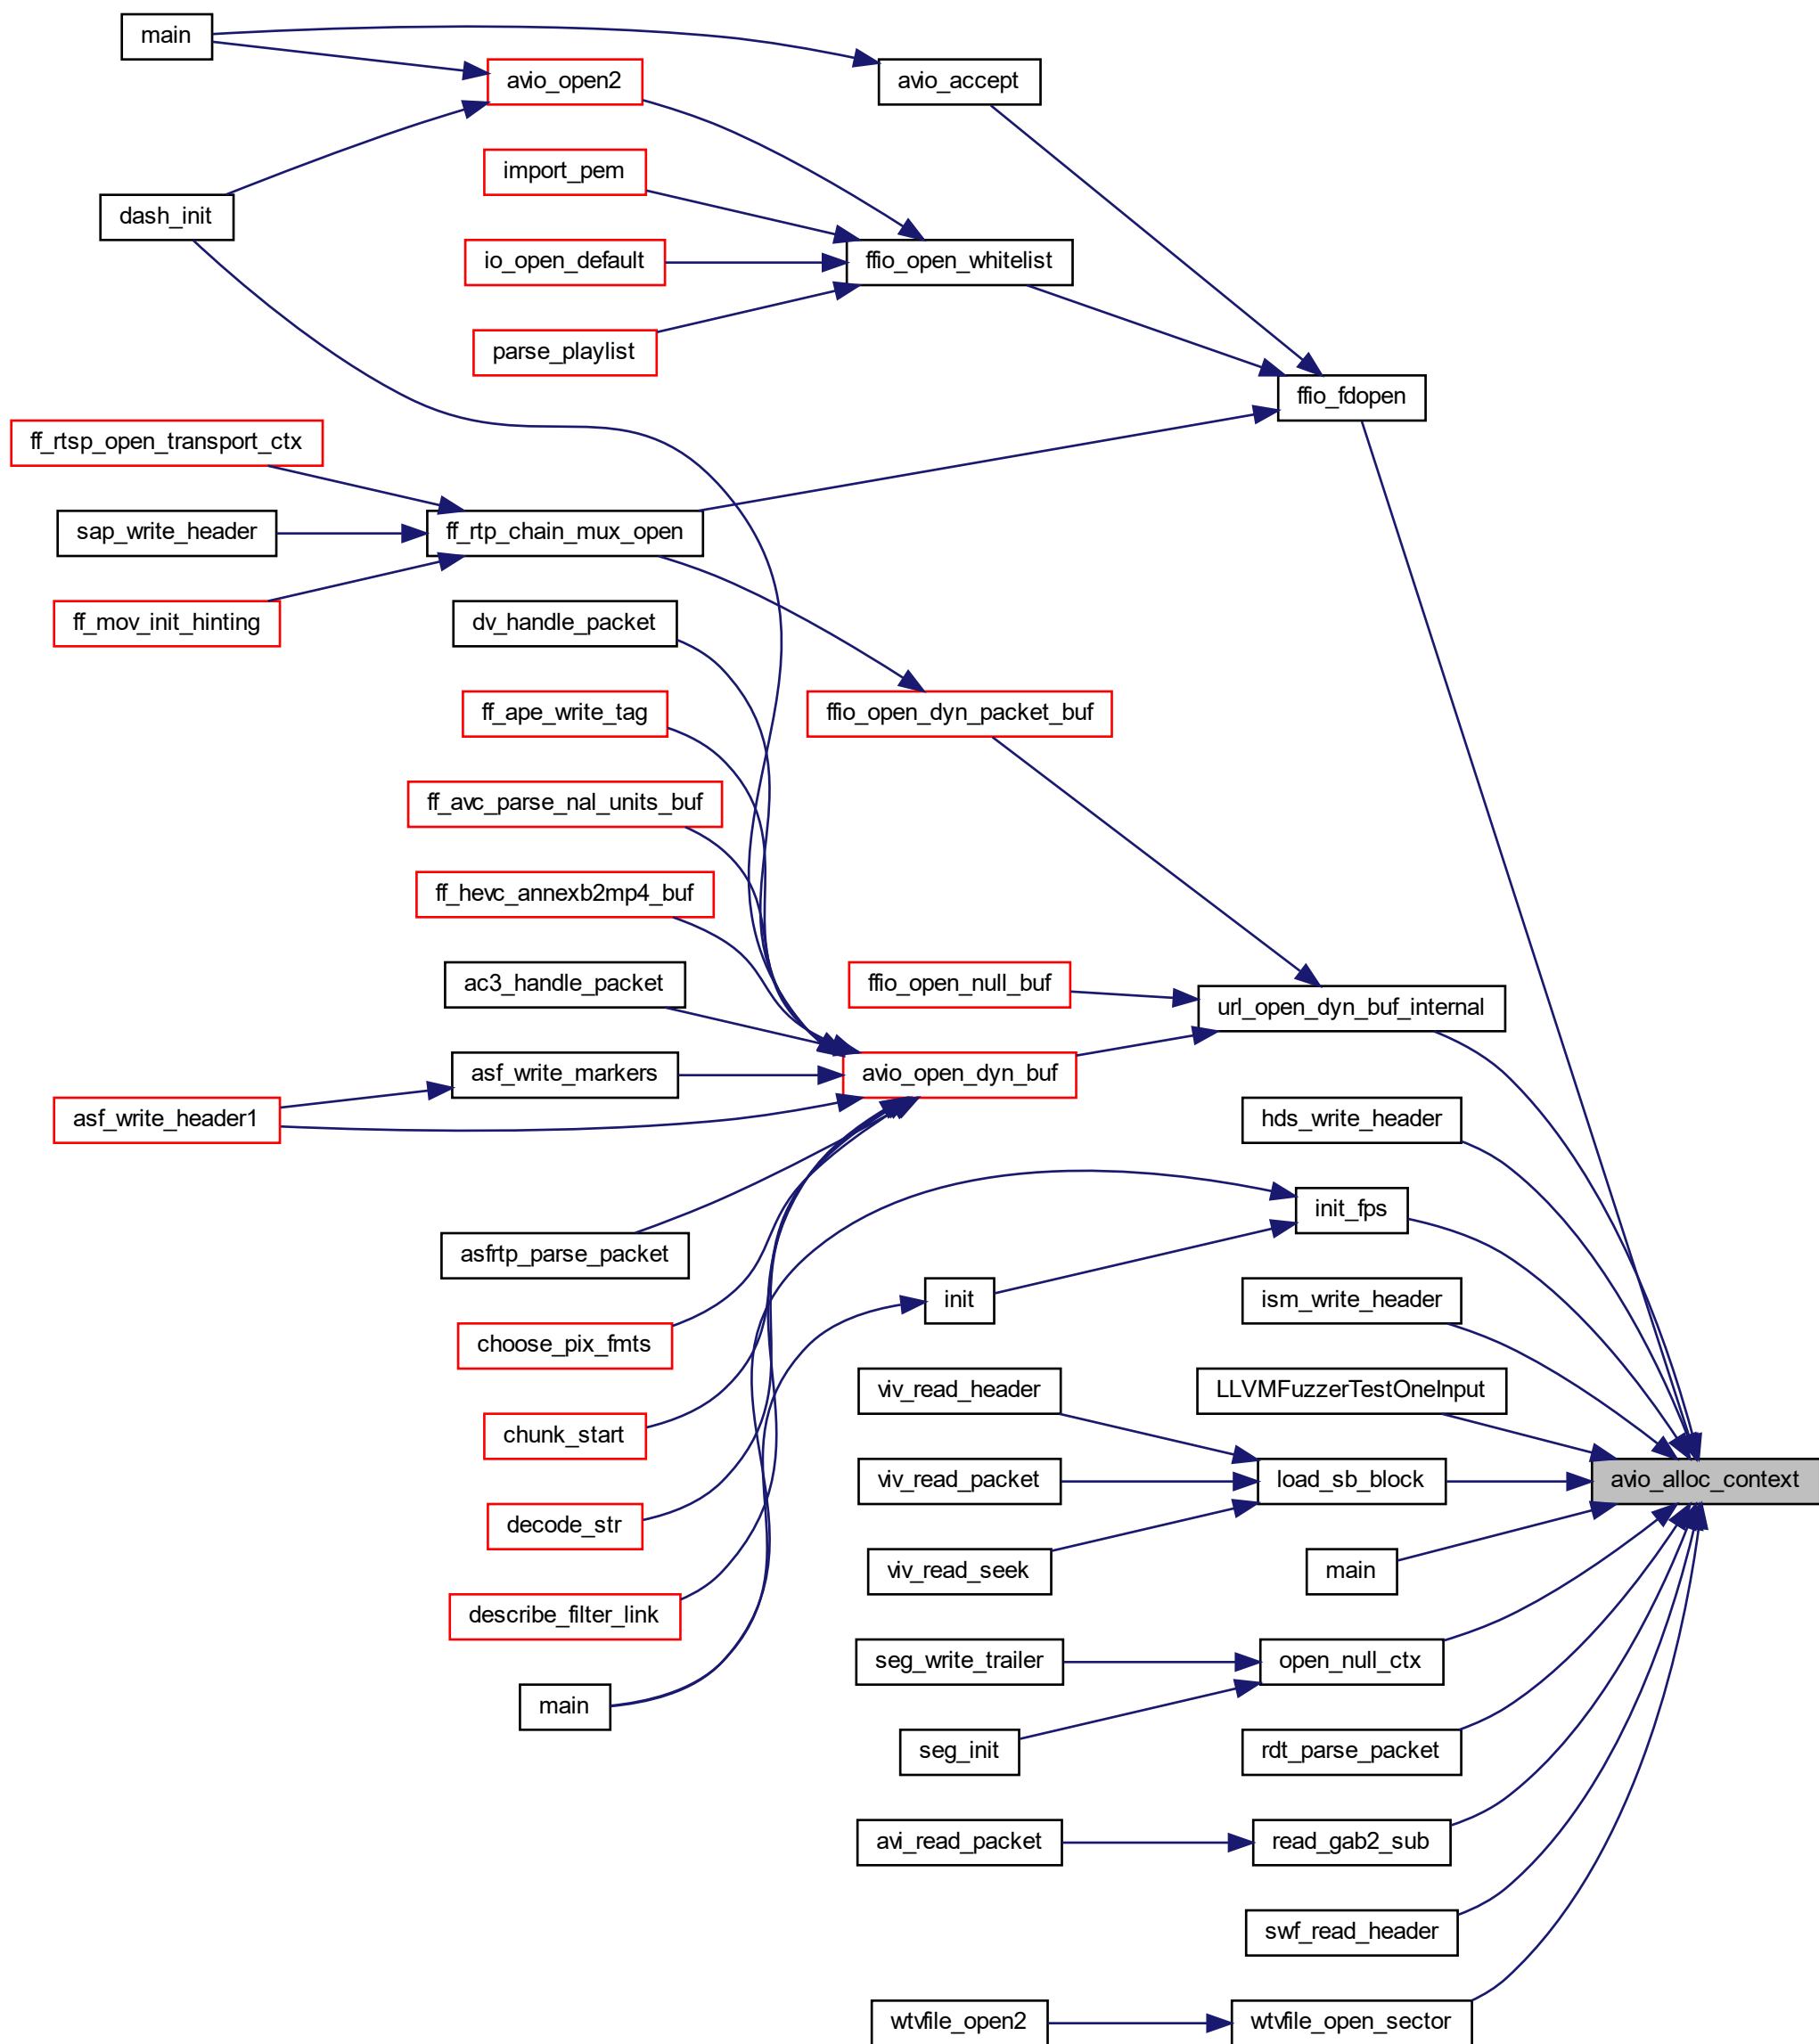 main
avio_open2
avio_accept
import_pem
dash_init
io_open_default
ffio_open_whitelist
parse_playlist
ffio_fdopen
ff_rtsp_open_transport_ctx
sap_write_header
ff_rtp_chain_mux_open
ff_mov_init_hinting
dv_handle_packet
ff_ape_write_tag
ffio_open_dyn_packet_buf
ff_avc_parse_nal_units_buf
ff_hevc_annexb2mp4_buf
ac3_handle_packet
ffio_open_null_buf
url_open_dyn_buf_internal
asf_write_markers
avio_open_dyn_buf
asf_write_header1
hds_write_header
init_fps
asfrtp_parse_packet
init
ism_write_header
choose_pix_fmts
viv_read_header
LLVMFuzzerTestOneInput
chunk_start
viv_read_packet
load_sb_block
avio_alloc_context
decode_str
viv_read_seek
main
describe_filter_link
seg_write_trailer
open_null_ctx
main
seg_init
rdt_parse_packet
avi_read_packet
read_gab2_sub
swf_read_header
wtvfile_open2
wtvfile_open_sector